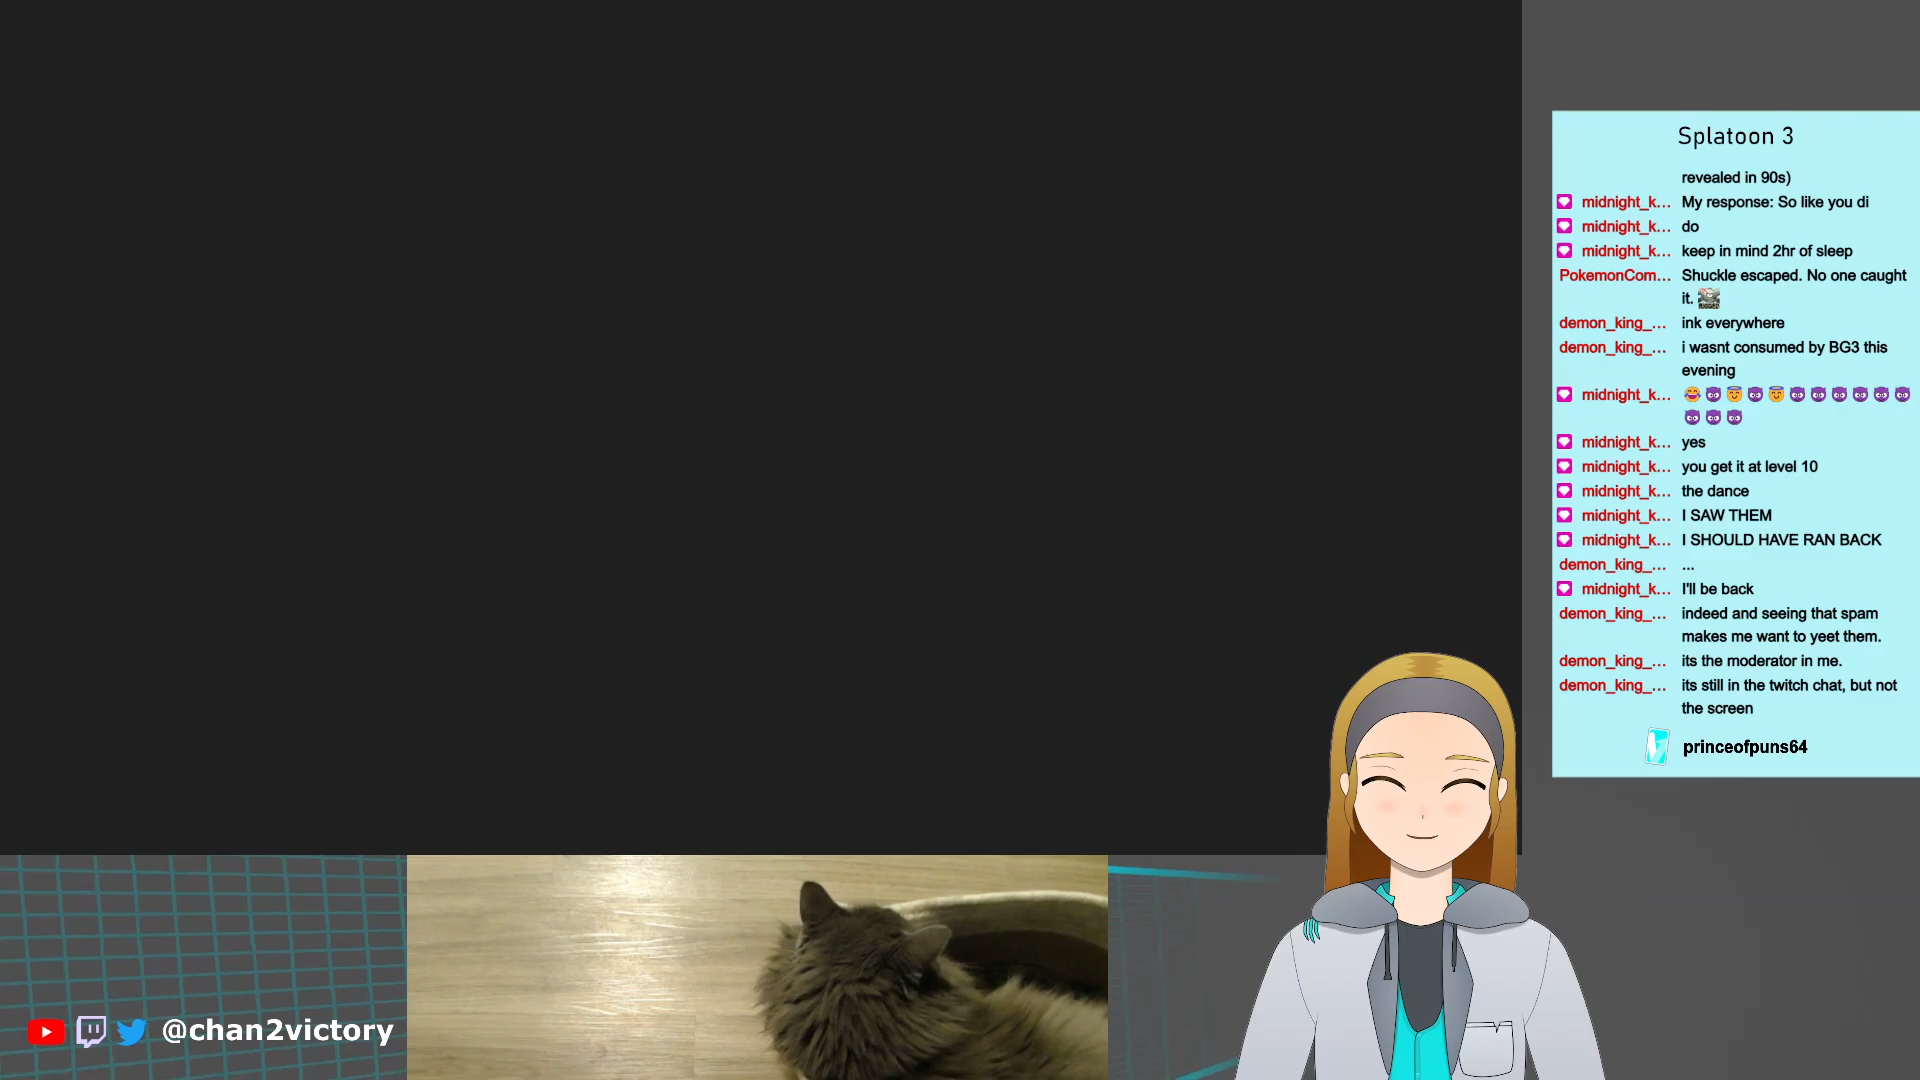 Splatoon 3
revealed in 90s)
midnight_k... My response: So like you di
midnight_k... do
midnight_k... keep in mind 2hr of sleep
PokemonCom... Shuckle escaped. No one caught
it.
demon_king_... ink everywhere
demon_king_... i wasnt consumed by BG3 this
evening
midnight_k... 😂😈😇😈😇😈😈😈😈😈😈
😈😈😈
midnight_k... yes
midnight_k... you get it at level 10
midnight_k... the dance
midnight_k... I SAW THEM
midnight_k... I SHOULD HAVE RAN BACK
demon_king_... ...
midnight_k... I'll be back
demon_king_... indeed and seeing that spam
makes me want to yeet them.
demon_king_... its the moderator in me.
demon_king_... its still in the twitch chat, but not
the screen
princeofpuns64
@chan2victory